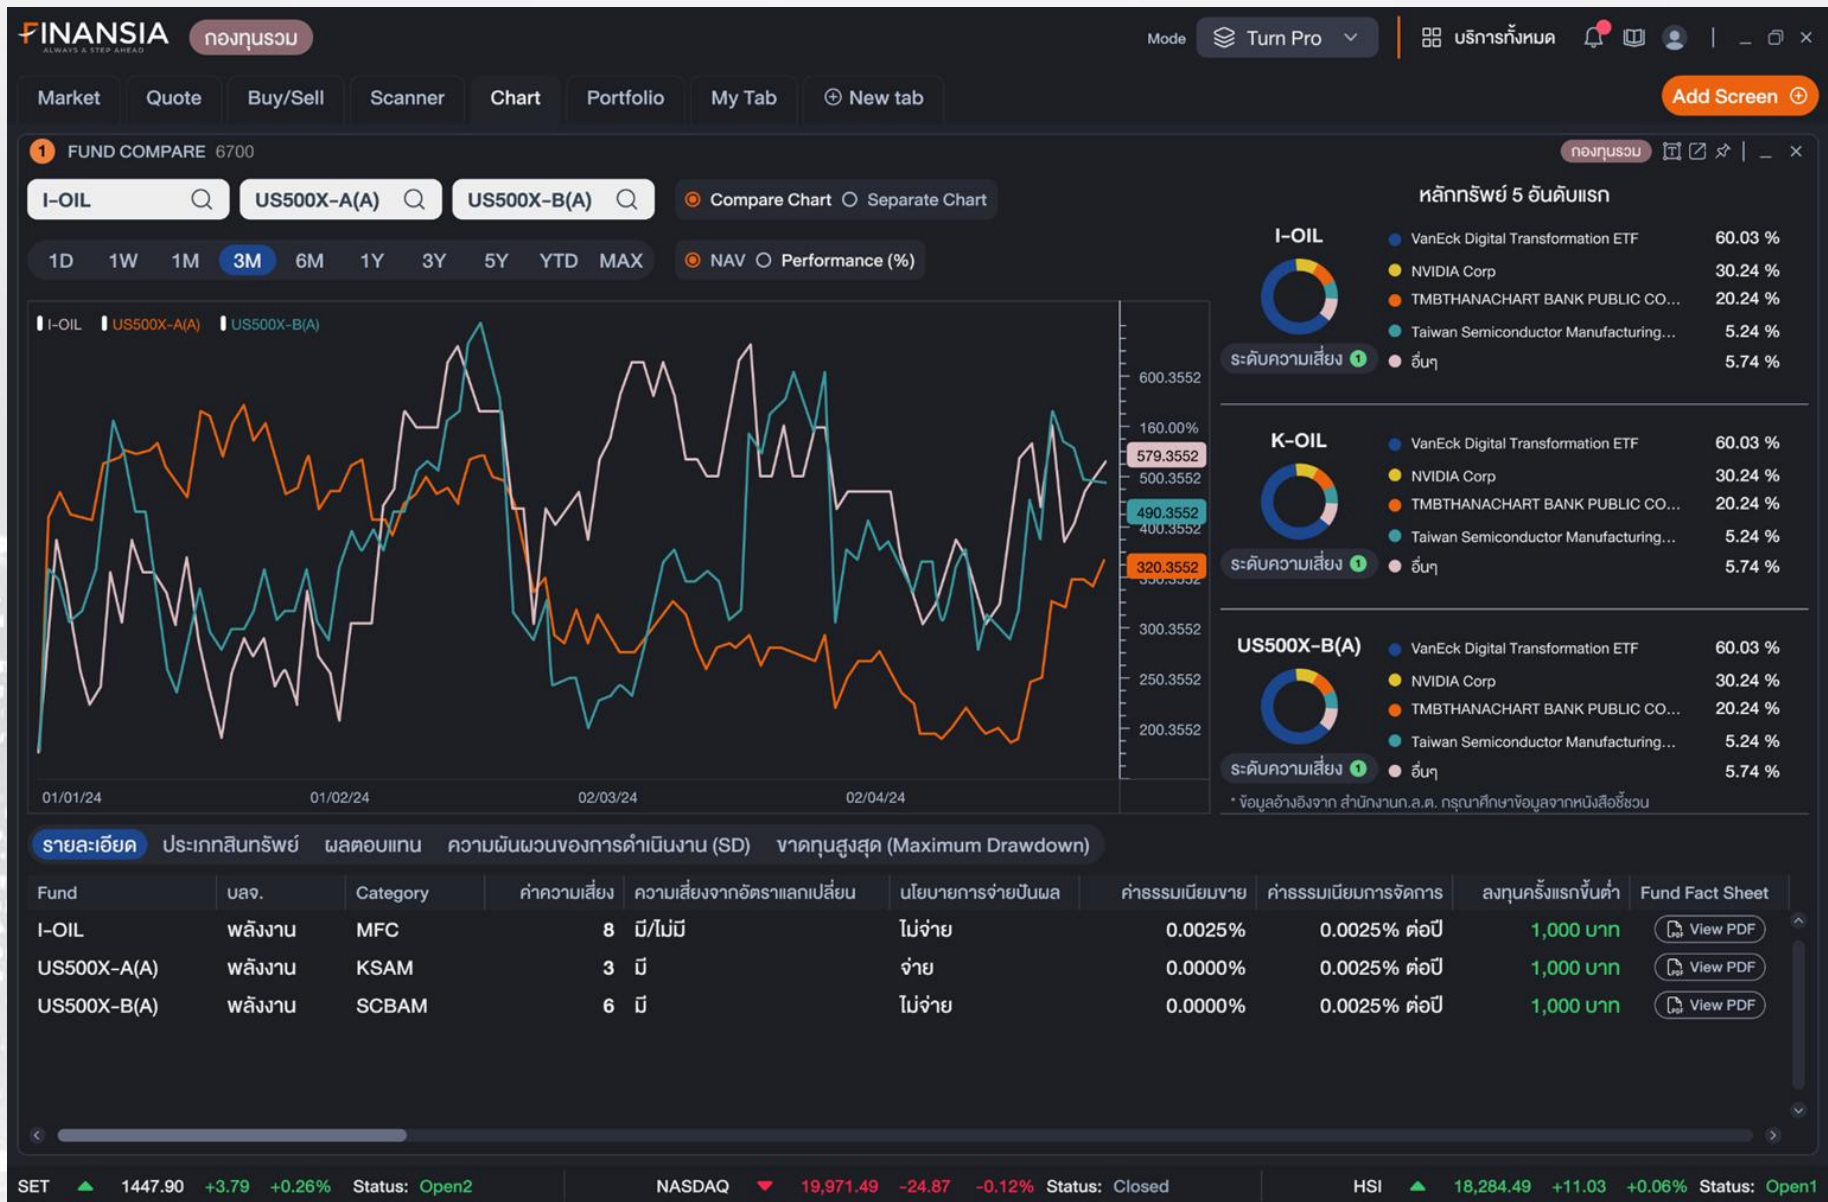 FINANSIA กองทุนรวม Mode Turn Pro บริการทั้งหมด
ALWAYS A STEP AHEAD
Market Quote Buy/Sell Scanner Chart Portfolio My Tab New tab Add Screen
1 FUND COMPARE 6700 กองทุนรวม
I-OIL US500X-A(A) US500X-B(A) Compare Chart Separate Chart
1D 1W 1M 3M 6M 1Y 3Y 5Y YTD MAX NAV Performance (%)
I-OIL US500X-A(A) US500X-B(A)
600.3552
160.00%
579.3552
500.3552
490.3552
400.3552
320.3552
350.3552
300.3552
250.3552
200.3552
01/01/24 01/02/24 02/03/24 02/04/24
หลักทรัพย์ 5 อันดับแรก
I-OIL
VanEck Digital Transformation ETF 60.03 %
NVIDIA Corp 30.24 %
TMBTHANACHART BANK PUBLIC CO... 20.24 %
Taiwan Semiconductor Manufacturing... 5.24 %
ระดับความเสี่ยง 1 อื่นๆ 5.74 %
K-OIL
VanEck Digital Transformation ETF 60.03 %
NVIDIA Corp 30.24 %
TMBTHANACHART BANK PUBLIC CO... 20.24 %
Taiwan Semiconductor Manufacturing... 5.24 %
ระดับความเสี่ยง 1 อื่นๆ 5.74 %
US500X-B(A)
VanEck Digital Transformation ETF 60.03 %
NVIDIA Corp 30.24 %
TMBTHANACHART BANK PUBLIC CO... 20.24 %
Taiwan Semiconductor Manufacturing... 5.24 %
ระดับความเสี่ยง 1 อื่นๆ 5.74 %
* ข้อมูลอ้างอิงจาก สำนักงานก.ล.ต. กรุณาศึกษาข้อมูลจากหนังสือชี้ชวน
รายละเอียด ประเภทสินทรัพย์ ผลตอบแทน ความผันผวนของการดำเนินงาน (SD) ขาดทุนสูงสุด (Maximum Drawdown)
Fund บลจ. Category ค่าความเสี่ยง ความเสี่ยงจากอัตราแลกเปลี่ยน นโยบายการจ่ายปันผล ค่าธรรมเนียมขาย ค่าธรรมเนียมการจัดการ ลงทุนครั้งแรกขั้นต่ำ Fund Fact Sheet
I-OIL พลังงาน MFC 8 มี/ไม่มี ไม่จ่าย 0.0025% 0.0025% ต่อปี 1,000 บาท View PDF
US500X-A(A) พลังงาน KSAM 3 มี จ่าย 0.0000% 0.0025% ต่อปี 1,000 บาท View PDF
US500X-B(A) พลังงาน SCBAM 6 มี ไม่จ่าย 0.0000% 0.0025% ต่อปี 1,000 บาท View PDF
SET 1447.90 +3.79 +0.26% Status: Open2 NASDAQ 19,971.49 -24.87 -0.12% Status: Closed HSI 18,284.49 +11.03 +0.06% Status: Open1